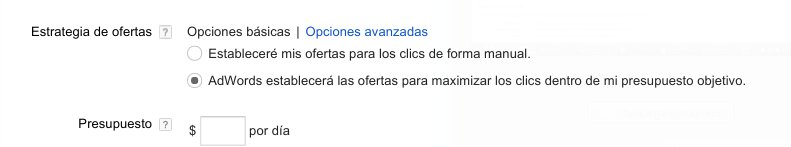 Estrategia de ofertas ? Opciones básicas | Opciones avanzadas
Estableceré mis ofertas para los clics de forma manual.
AdWords establecerá las ofertas para maximizar los clics dentro de mi presupuesto objetivo.
Presupuesto ? $ por día